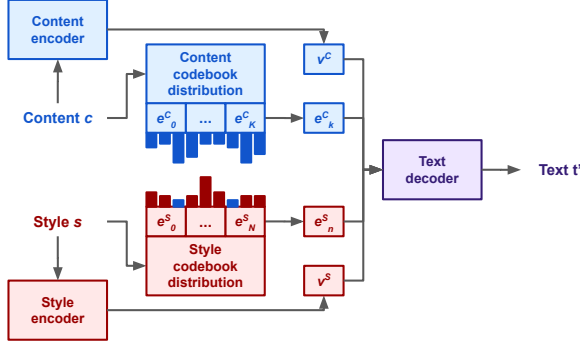 Content
encoder
Content
codebook
distribution
v^C
e^C_0 ... e^C_K
e^C_k
Content c
Text
decoder
Text t'
Style s
e^S_0 ... e^S_N
e^S_n
Style
codebook
distribution
v^S
Style
encoder